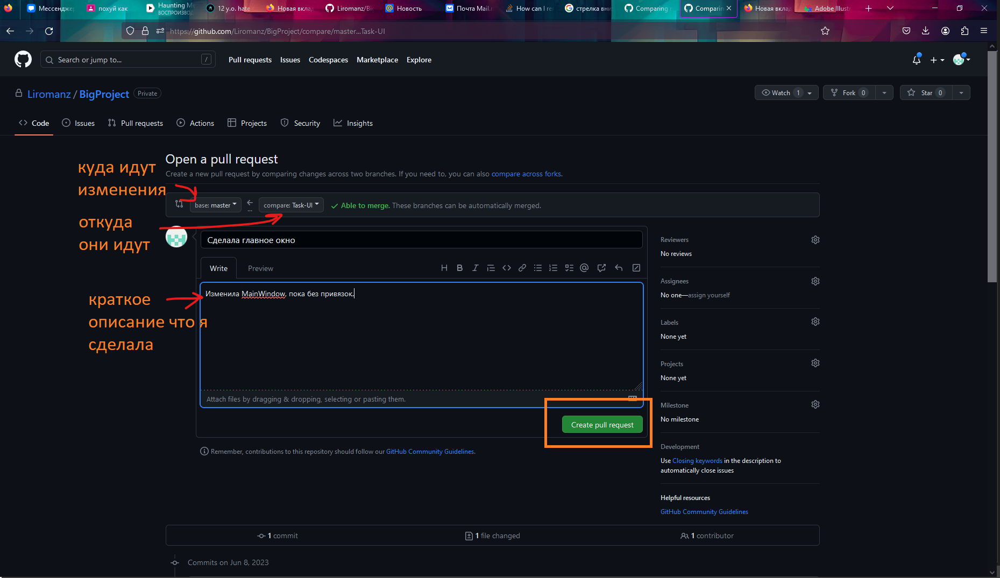 Мессендже
похуй как
Haunting Me
ВОСПРОИЗВОД
12 y.o. hate
Новая вклад
Liromanz/Bi
Новость
Почта Mail.r
How can I re
стрелка вни
Comparing
Comparin
Новая вклад
Adobe Illustr
https://github.com/Liromanz/BigProject/compare/master...Task-UI
Search or jump to...
/
Pull requests
Issues
Codespaces
Marketplace
Explore
Liromanz / BigProject
Private
Watch 1
Fork 0
Star 0
Code
Issues
Pull requests
Actions
Projects
Security
Insights
Open a pull request
Create a new pull request by comparing changes across two branches. If you need to, you can also compare across forks.
куда идут
изменения
base: master
compare: Task-UI
Able to merge. These branches can be automatically merged.
откуда
они идут
Сделала главное окно
Write
Preview
Изменила MainWindow, пока без привязок.
краткое
описание что я
сделала
Attach files by dragging & dropping, selecting or pasting them.
Create pull request
Remember, contributions to this repository should follow our GitHub Community Guidelines.
Reviewers
No reviews
Assignees
No one—assign yourself
Labels
None yet
Projects
None yet
Milestone
No milestone
Development
Use Closing keywords in the description to
automatically close issues
Helpful resources
GitHub Community Guidelines
1 commit
1 file changed
1 contributor
Commits on Jun 8, 2023